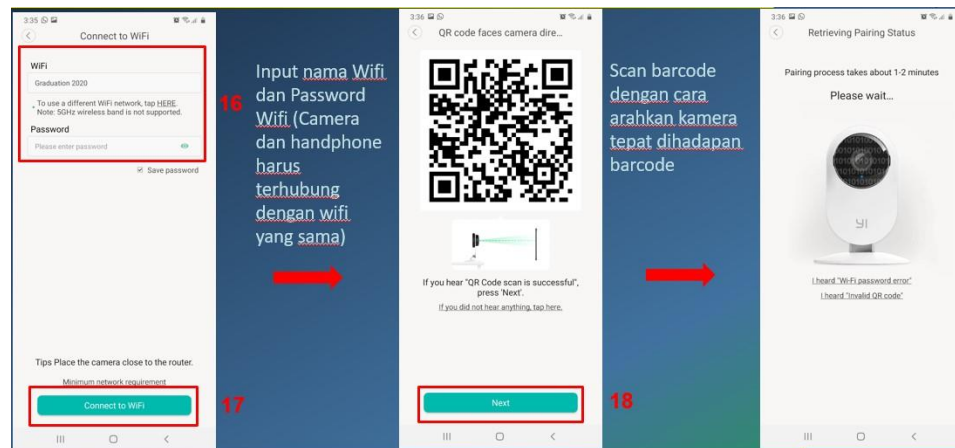 3:35
Connect to WiFi
WiFi
Graduation 2020
To use a different WiFi network, tap HERE.
Note: 5GHz wireless band is not supported.
Password
Please enter password
Save password
Tips Place the camera close to the router.
Minimum network requirement
Connect to WiFi
16
Input nama Wifi
dan Password
Wifi (Camera
dan handphone
harus
terhubung
dengan wifi
yang sama)
17
3:36
QR code faces camera dire...
If you hear "QR Code scan is successful",
press 'Next'.
If you did not hear anything, tap here.
Next
Scan barcode
dengan cara
arahkan kamera
tepat dihadapan
barcode
18
3:36
Retrieving Pairing Status
Pairing process takes about 1-2 minutes
Please wait...
YI
I heard "Wi-Fi password error"
I heard "Invalid QR code"